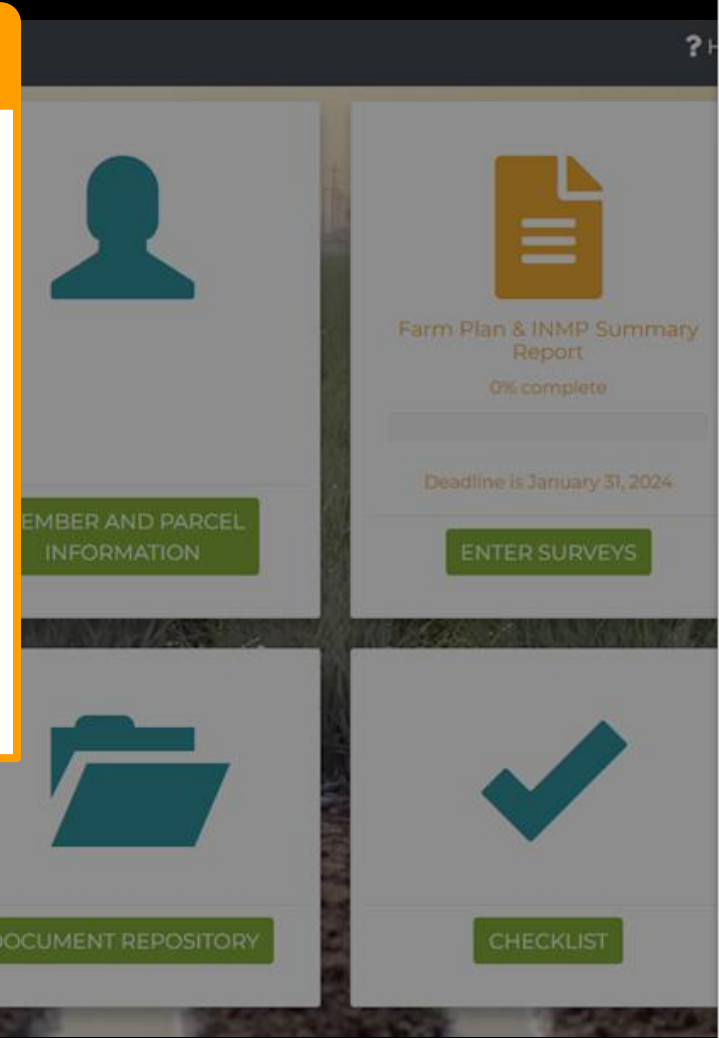 ?
EMBER AND PARCEL
INFORMATION
Farm Plan & INMP Summary
Report
0% complete
Deadline is January 31, 2024
ENTER SURVEYS
DOCUMENT REPOSITORY
CHECKLIST